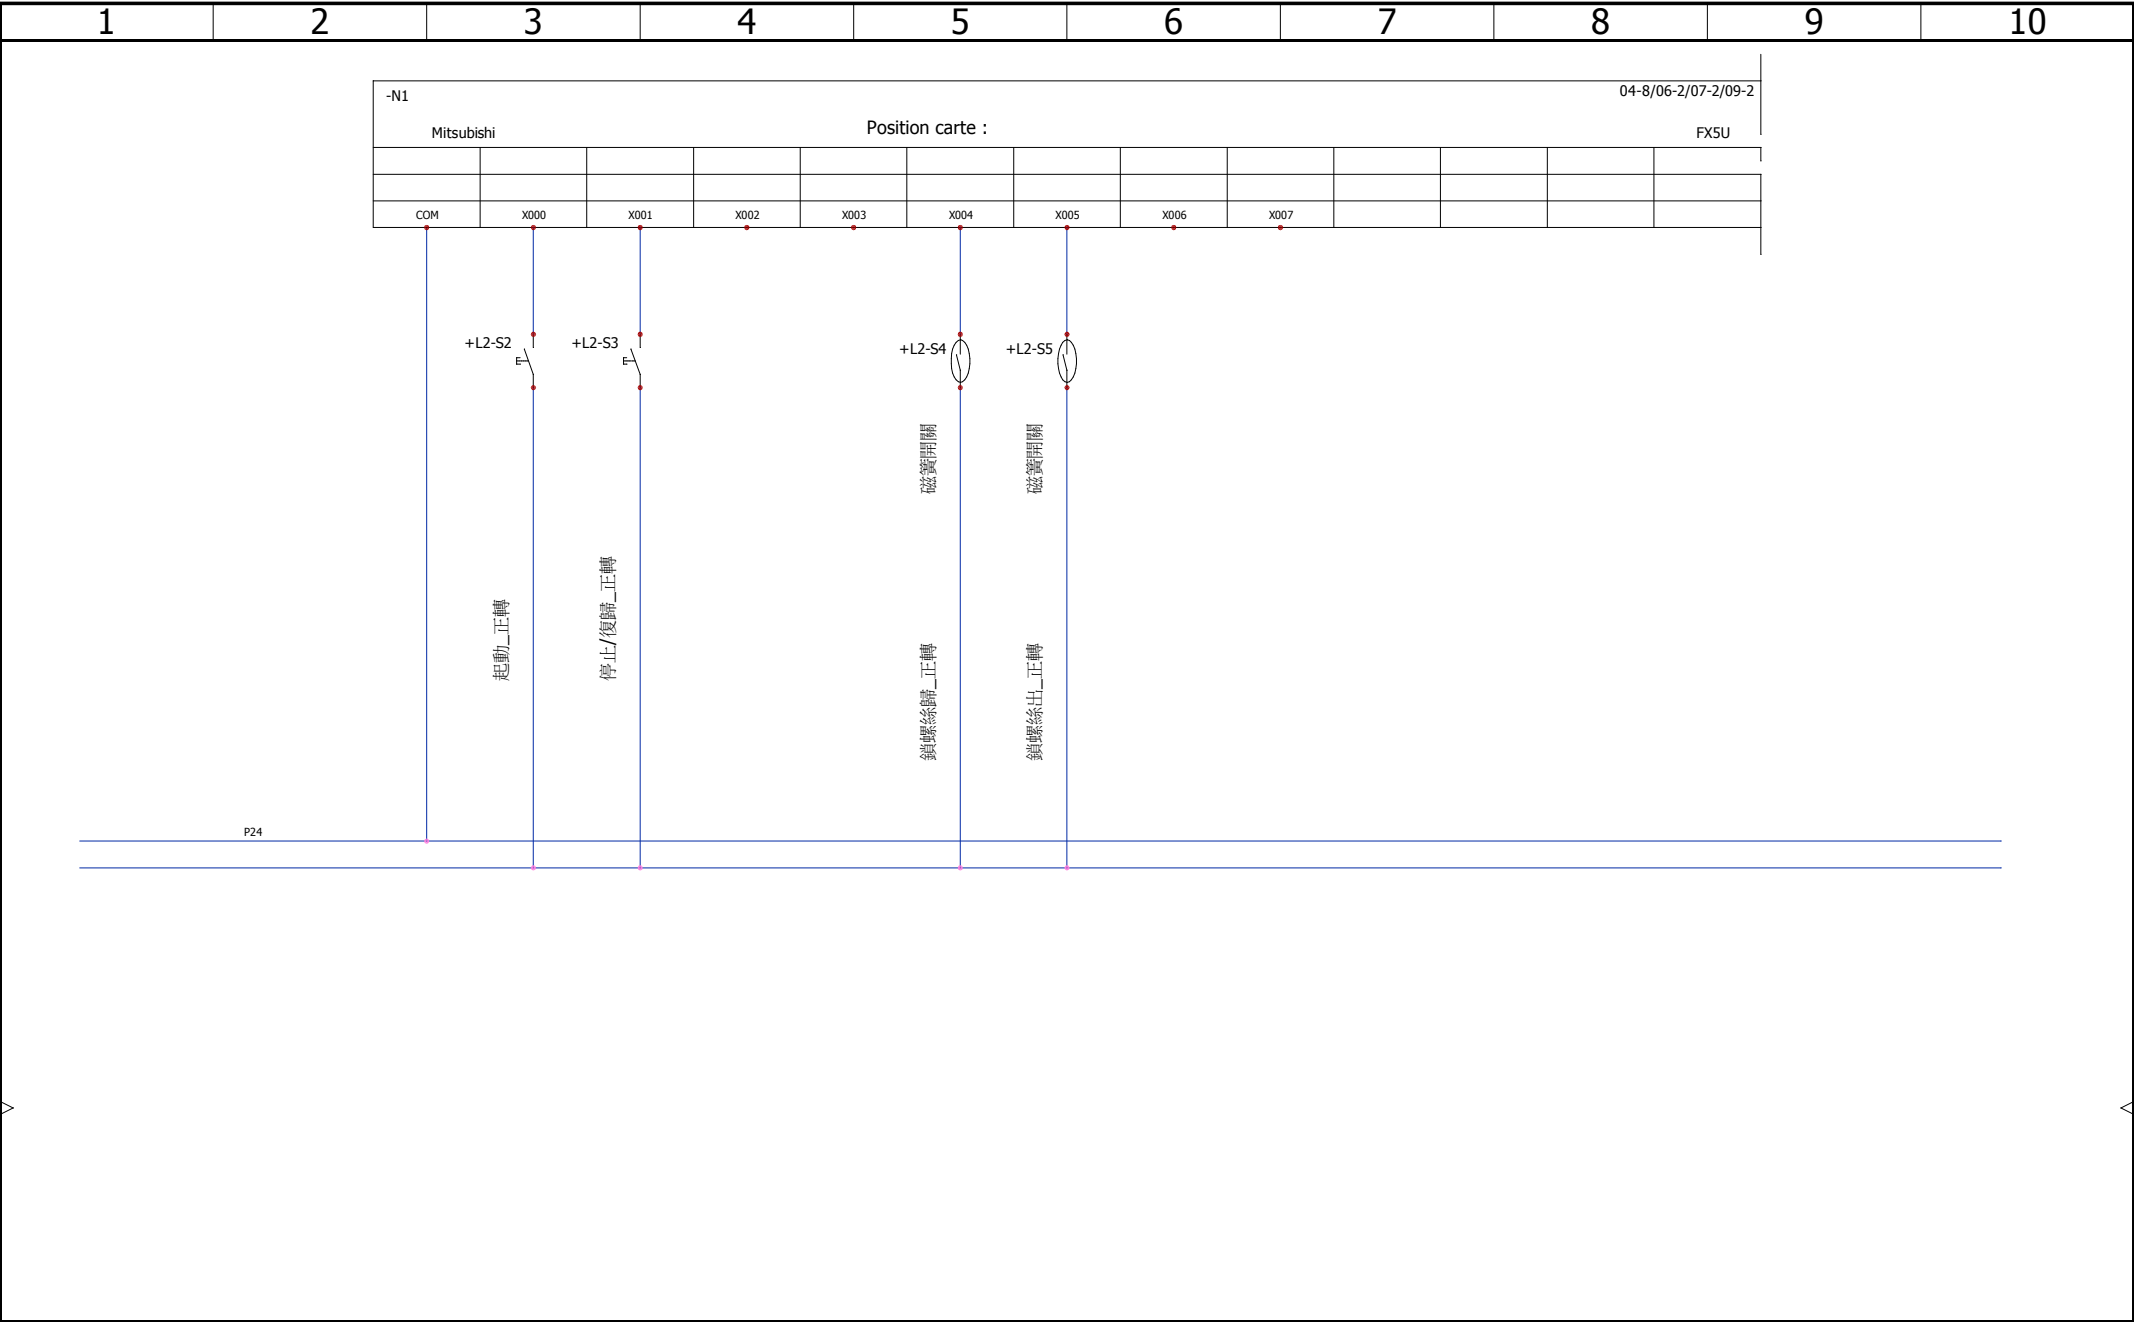 1 2 3 4 5 6 7 8 9 10
-N1 04-8/06-2/07-2/09-2
Mitsubishi Position carte : FX5U
COM X000 X001 X002 X003 X004 X005 X006 X007
+L2-S2 +L2-S3 +L2-S4 +L2-S5
磁簧開關
磁簧開關
起動_正轉
停止/復歸_正轉
鎖螺絲歸_正轉
鎖螺絲出_正轉
P24